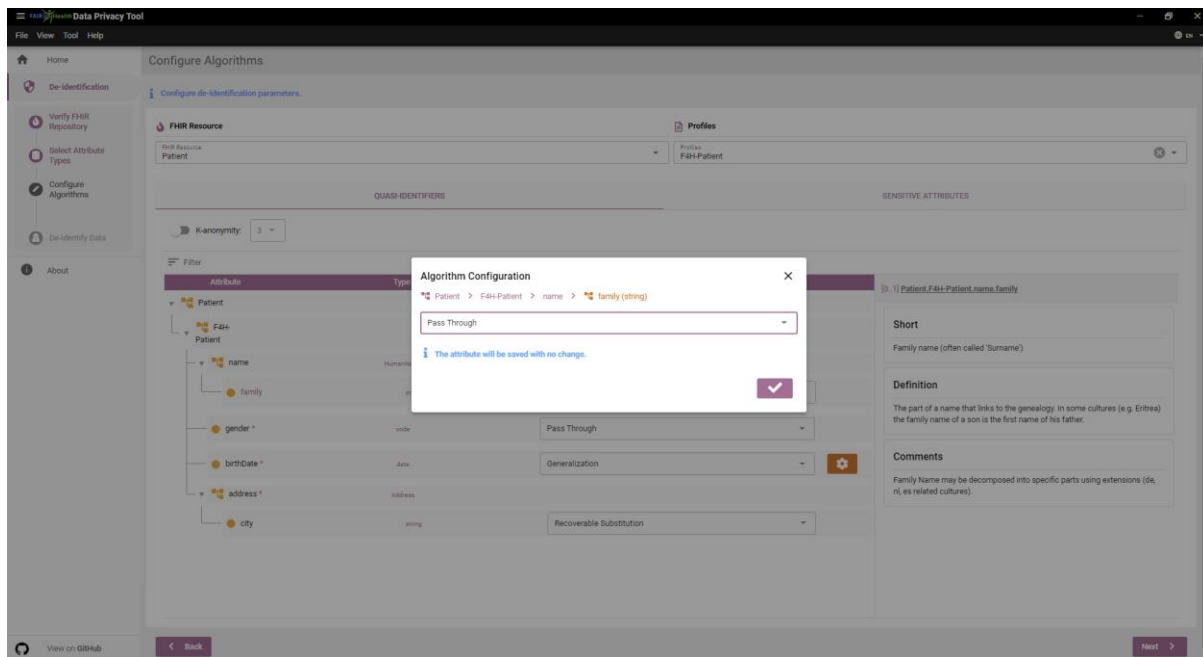 FAIR4Health Data Privacy Tool
File View Tool Help
EN
Home
Configure Algorithms
De-identification
Configure de-identification parameters.
Verify FHIR
Repository
FHIR Resource
Profiles
Select Attribute
Types
FHIR Resource
Patient
Profiles
F4H-Patient
Configure
Algorithms
QUASI-IDENTIFIERS
SENSITIVE ATTRIBUTES
De-identify Data
K-anonymity:
3
About
Filter
Attribute
Type
Algorithm Configuration
Patient > F4H-Patient > name > family (string)
Pass Through
The attribute will be saved with no change.
[0..1] Patient.F4H-Patient.name.family
Patient
F4H-
Patient
name
family
gender *
code
Pass Through
birthDate *
date
Generalization
address *
Address
city
string
Recoverable Substitution
Short
Family name (often called 'Surname')
Definition
The part of a name that links to the genealogy. In some cultures (e.g. Eritrea)
the family name of a son is the first name of his father.
Comments
Family Name may be decomposed into specific parts using extensions (de,
nl, es related cultures).
View on GitHub
Back
Next